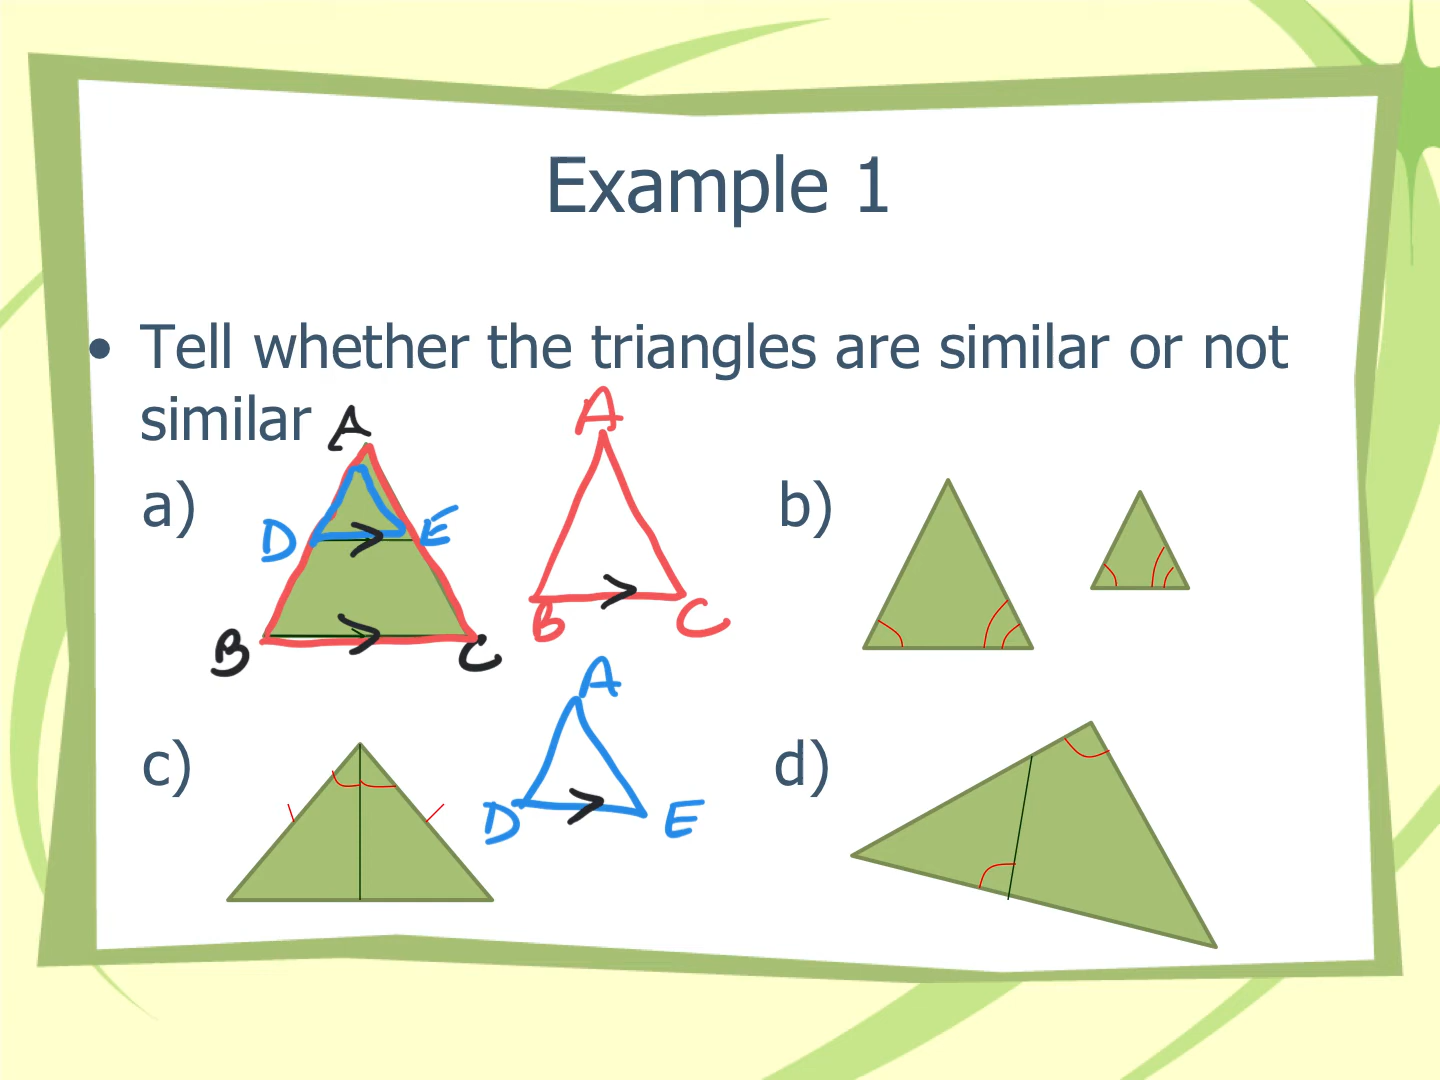 Example 1
• Tell whether the triangles are similar or not
similar
a)
A
D
E
B
C
A
B
C
b)
c)
A
D
E
d)